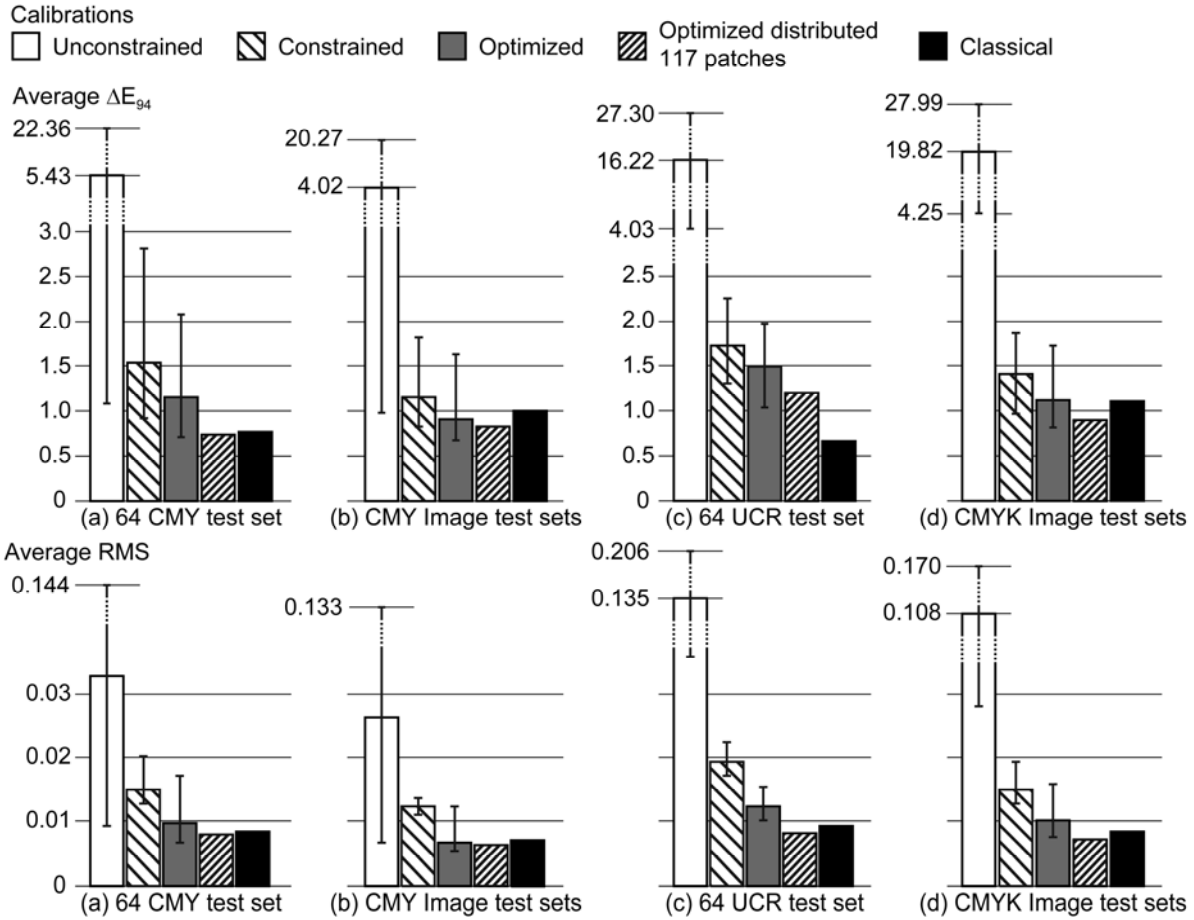 Calibrations
Unconstrained Constrained Optimized Optimized distributed 117 patches Classical
Average ΔE94
22.36
5.43
3.0
2.5
2.0
1.5
1.0
0.5
0
(a) 64 CMY test set
20.27
4.02
(b) CMY Image test sets
27.30
16.22
4.03
2.5
2.0
1.5
1.0
0.5
0
(c) 64 UCR test set
27.99
19.82
4.25
(d) CMYK Image test sets
Average RMS
0.144
0.03
0.02
0.01
0
(a) 64 CMY test set
0.133
(b) CMY Image test sets
0.206
0.135
(c) 64 UCR test set
0.170
0.108
(d) CMYK Image test sets